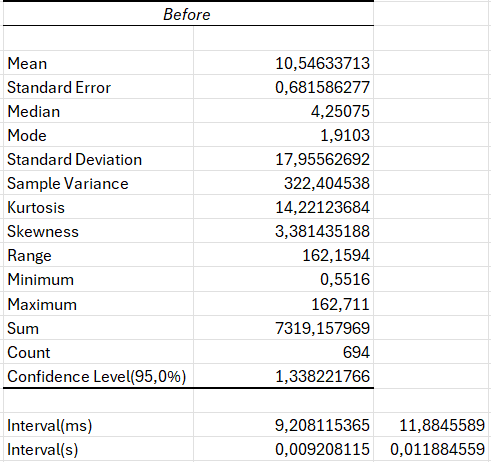 Before
Mean 10,54633713
Standard Error 0,681586277
Median 4,25075
Mode 1,9103
Standard Deviation 17,95562692
Sample Variance 322,404538
Kurtosis 14,22123684
Skewness 3,381435188
Range 162,1594
Minimum 0,5516
Maximum 162,711
Sum 7319,157969
Count 694
Confidence Level(95,0%) 1,338221766
Interval(ms) 9,208115365 11,8845589
Interval(s) 0,009208115 0,011884559